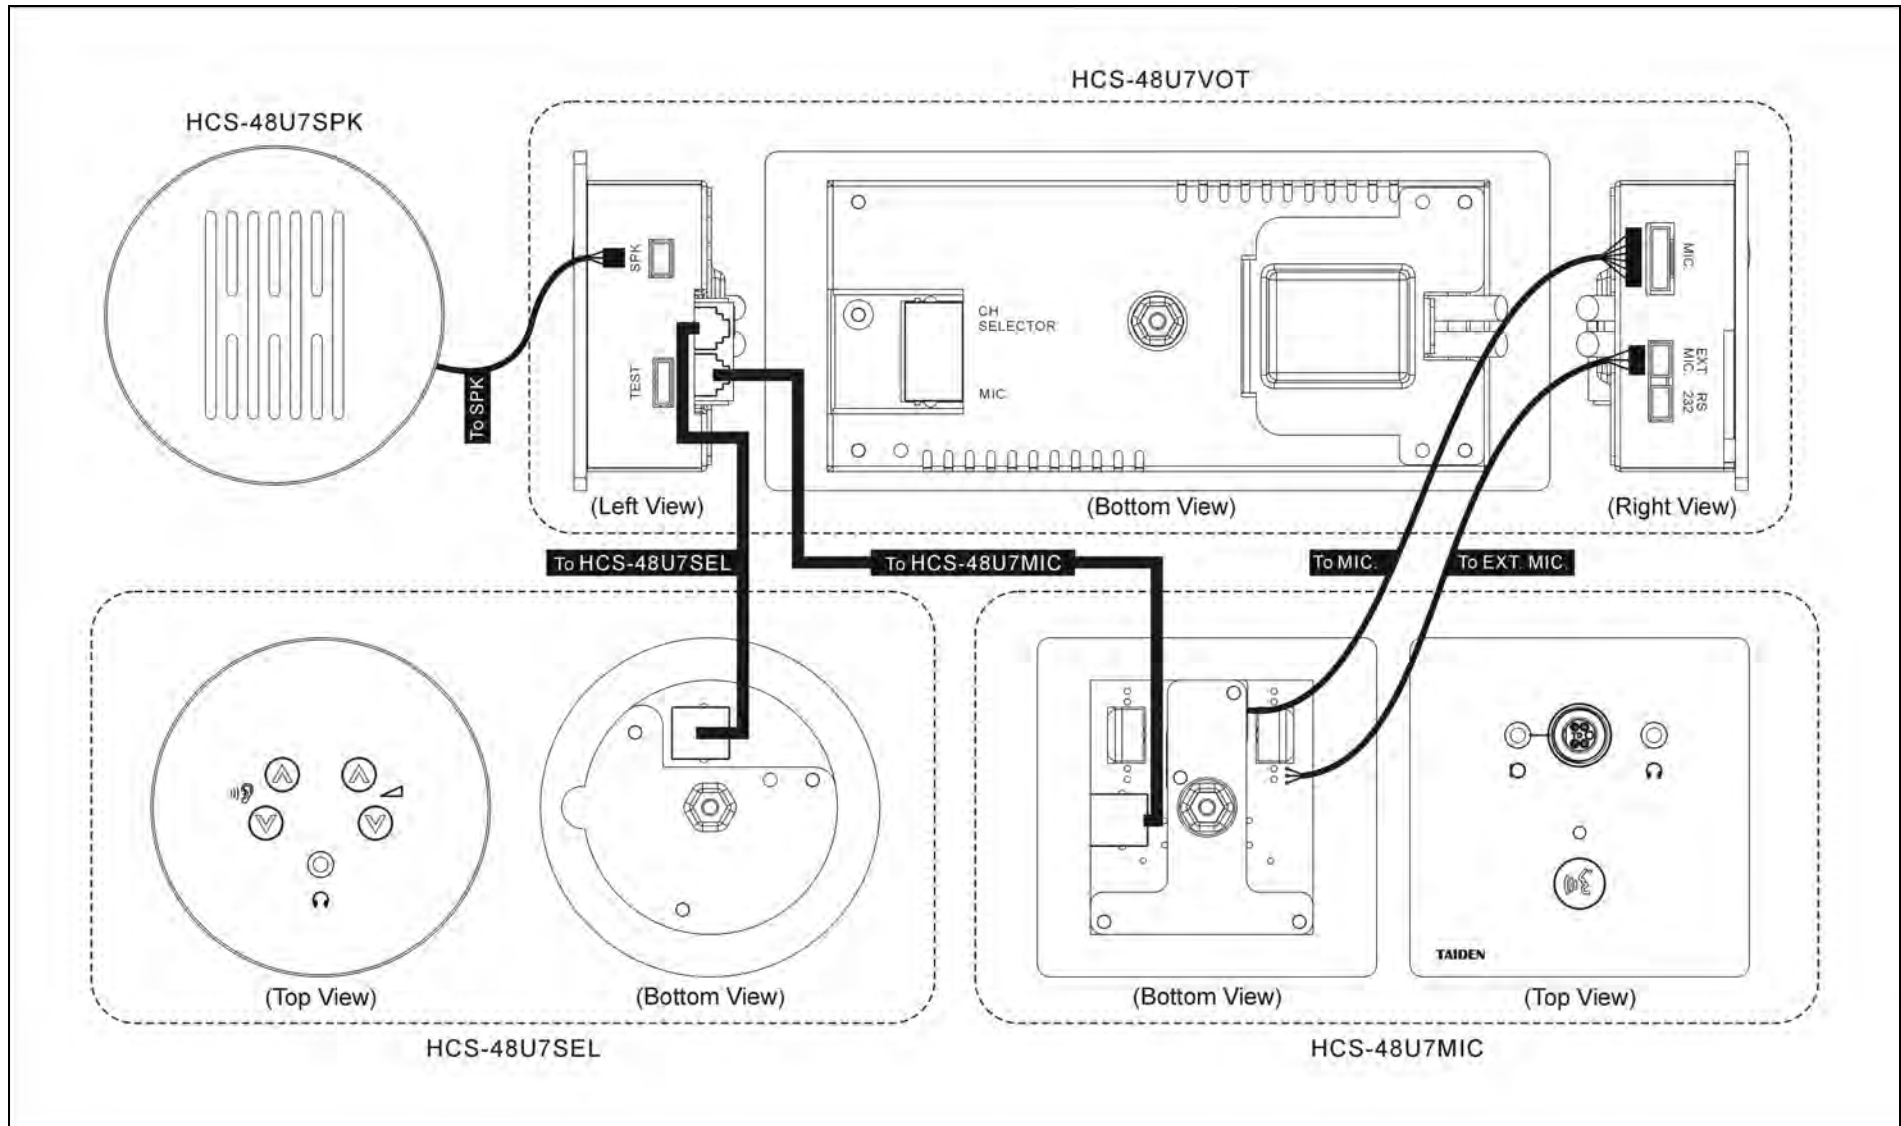 HCS-48U7VOT
HCS-48U7SPK
SPK
TEST
To SPK
CH
SELECTOR
MIC.
MIC.
EXT.
MIC.
RS
232
(Left View)
(Bottom View)
(Right View)
To HCS-48U7SEL
To HCS-48U7MIC
To MIC.
To EXT. MIC.
TAIDEN
(Top View)
(Bottom View)
(Bottom View)
(Top View)
HCS-48U7SEL
HCS-48U7MIC